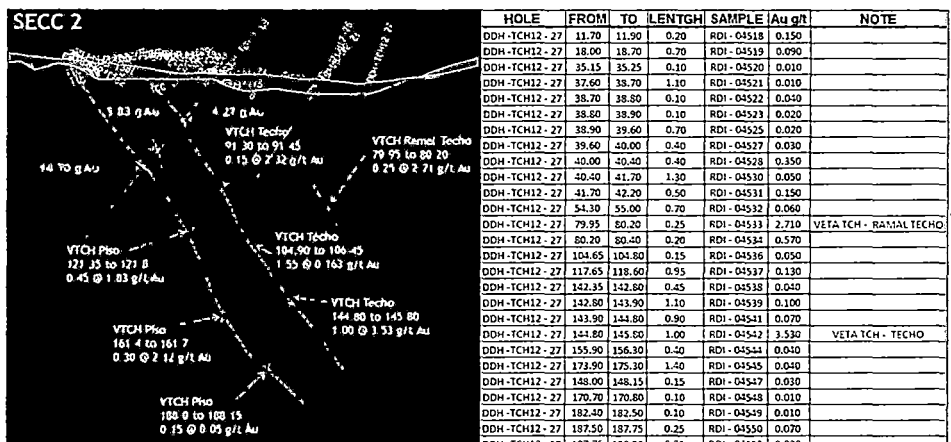 SECC 2
4.27 g Au
VTCH Techo
91 30 to 91 45
0.15 @ 2 32 g/t Au
VTCH Ramal Techo
79 95 to 80 20
0.25 @ 2 71 g/t Au
VTCH Piso
0.45 @ 1.83 g/t Au
VTCH Techo
104,90 to 106.45
1 55 @ 0 163 g/t Au
VTCH Techo
144 80 to 145 80
1.00 @ 3 53 g/t Au
VTCH Piso
161 4 to 161 7
0.30 @ 2 12 g/t Au
VTCH Piso
188 0 to 188 15
0 15 @ 0 05 g/t Au
HOLE FROM TO LENTGH SAMPLE Au g/t NOTE
DDH -TCH12 - 27 11.70 11.90 0.20 RDI - 04518 0.150
DDH -TCH12 - 27 18.00 18.70 0.70 RDI - 04519 0.090
DDH -TCH12 - 27 35.15 35.25 0.10 RDI - 04520 0.010
DDH -TCH12 - 27 37.60 38.70 1.10 RDI - 04521 0.010
DDH -TCH12 - 27 38.70 38.80 0.10 RDI - 04522 0.040
DDH -TCH12 - 27 38.80 38.90 0.10 RDI - 04523 0.020
DDH -TCH12 - 27 38.90 39.60 0.70 RDI - 04525 0.020
DDH -TCH12 - 27 39.60 40.00 0.40 RDI - 04527 0.030
DDH -TCH12 - 27 40.00 40.40 0.40 RDI - 04528 0.350
DDH -TCH12 - 27 40.40 41.70 1.30 RDI - 04530 0.050
DDH -TCH12 - 27 41.70 42.20 0.50 RDI - 04531 0.150
DDH -TCH12 - 27 54.30 55.00 0.70 RDI - 04532 0.060
DDH -TCH12 - 27 79.95 80.20 0.25 RDI - 04533 2.710 VETA TCH - RAMAL TECHO
DDH -TCH12 - 27 80.20 80.40 0.20 RDI - 04534 0.570
DDH -TCH12 - 27 104.65 104.80 0.15 RDI - 04536 0.050
DDH -TCH12 - 27 117.65 118.60 0.95 RDI - 04537 0.130
DDH -TCH12 - 27 142.35 142.80 0.45 RDI - 04538 0.040
DDH -TCH12 - 27 142.80 143.90 1.10 RDI - 04539 0.100
DDH -TCH12 - 27 143.90 144.80 0.90 RDI - 04541 0.070
DDH -TCH12 - 27 144.80 145.80 1.00 RDI - 04542 3.530 VETA TCH - TECHO
DDH -TCH12 - 27 155.90 156.30 0.40 RDI - 04544 0.040
DDH -TCH12 - 27 173.90 175.30 1.40 RDI - 04545 0.040
DDH -TCH12 - 27 148.00 148.15 0.15 RDI - 04547 0.030
DDH -TCH12 - 27 170.70 170.80 0.10 RDI - 04548 0.010
DDH -TCH12 - 27 182.40 182.50 0.10 RDI - 04549 0.010
DDH -TCH12 - 27 187.50 187.75 0.25 RDI - 04550 0.070